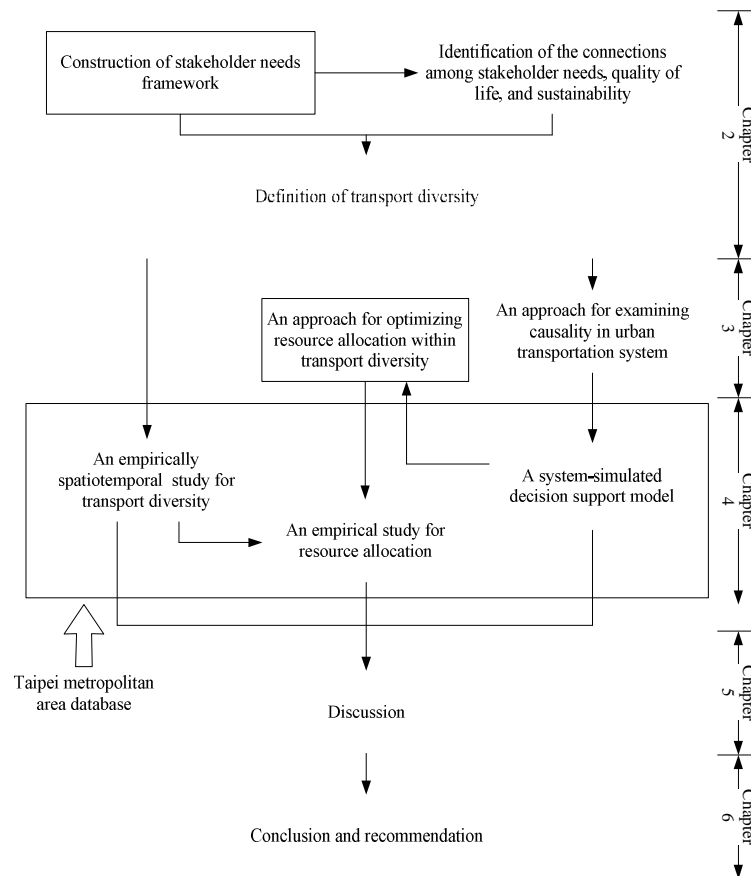 Construction of stakeholder needs
framework
Identification of the connections
among stakeholder needs, quality of
life, and sustainability
Chapter
2
Definition of transport diversity
An approach for optimizing
resource allocation within
transport diversity
An approach for examining
causality in urban
transportation system
Chapter
3
An empirically
spatiotemporal study for
transport diversity
An empirical study for
resource allocation
A system-simulated
decision support model
Chapter
4
Taipei metropolitan
area database
Discussion
Chapter
5
Conclusion and recommendation
Chapter
6